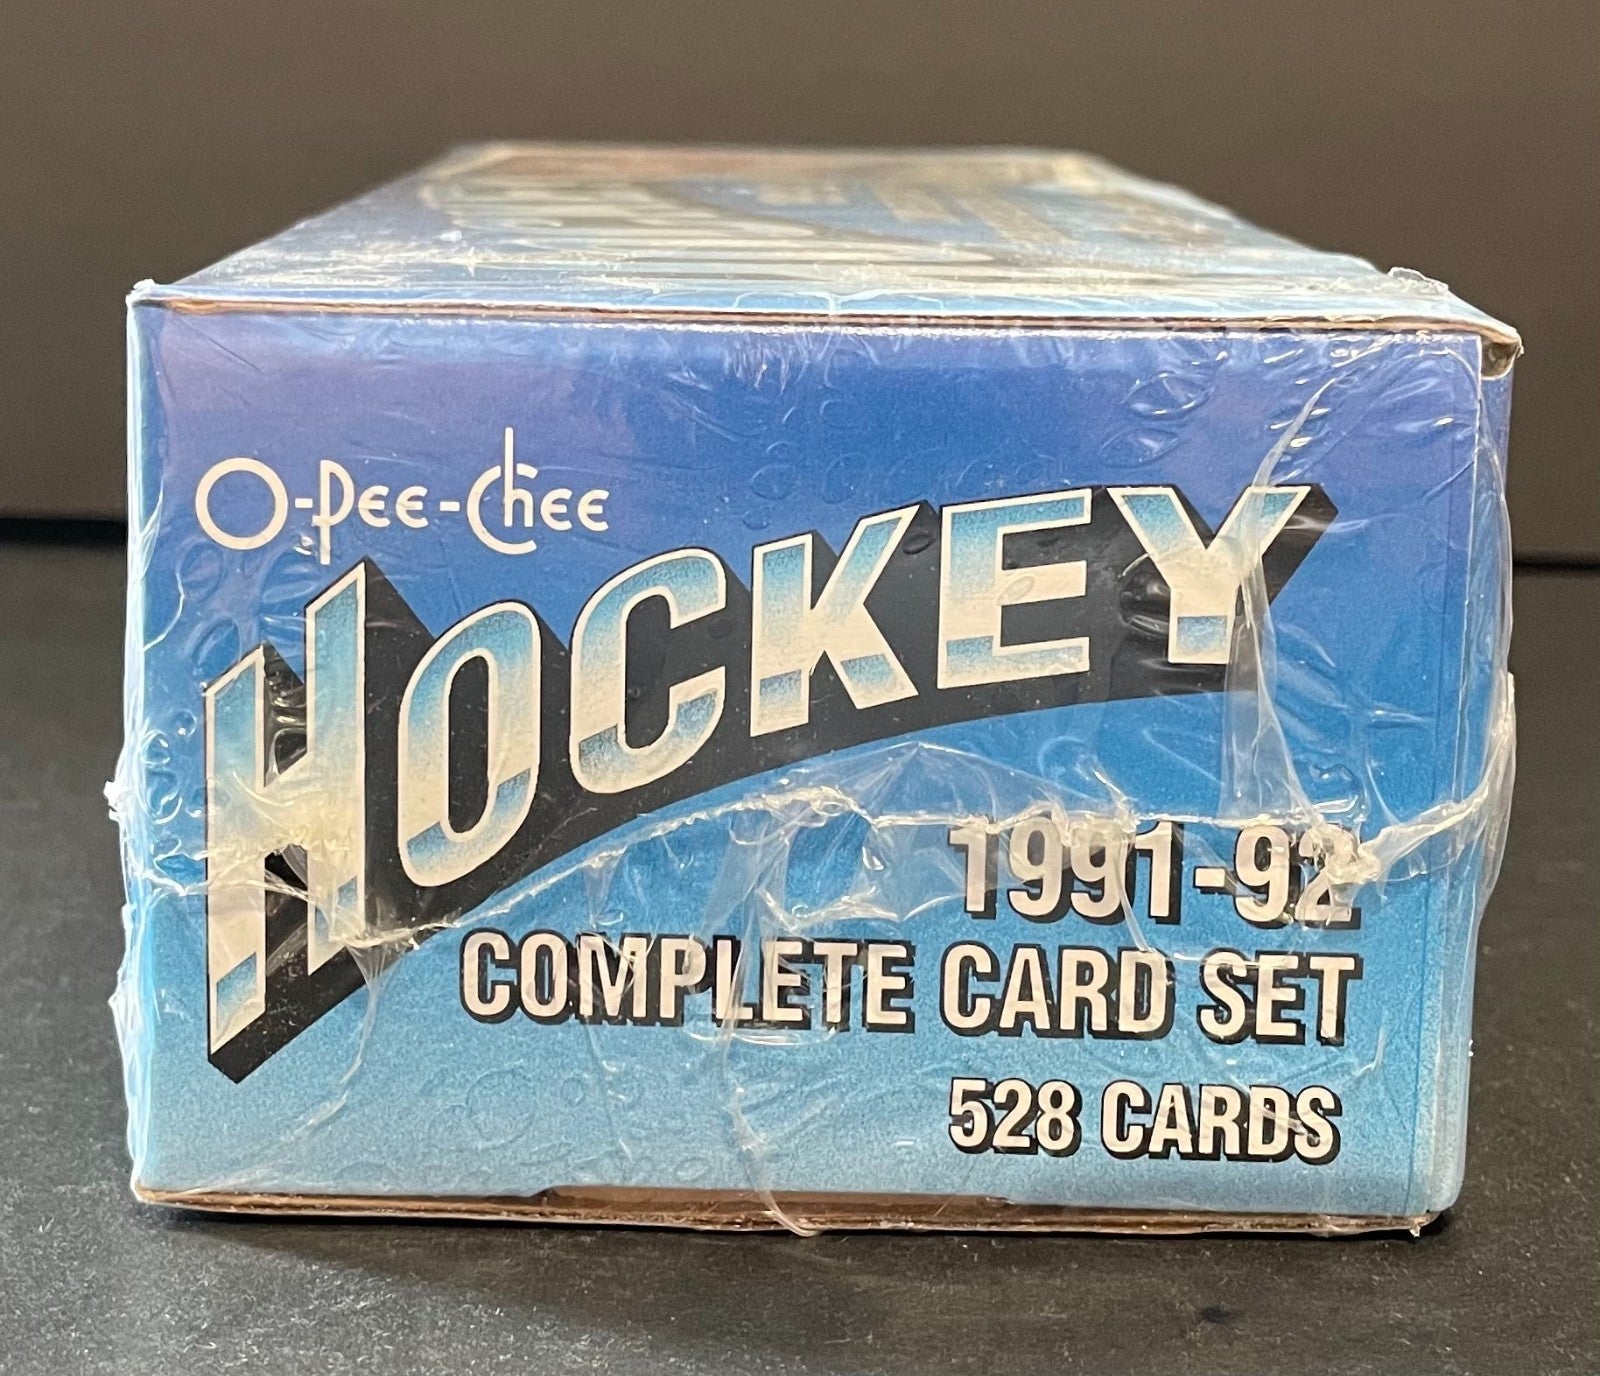 O-Pee-Chee
HOCKEY
1991-92
COMPLETE CARD SET
528 CARDS